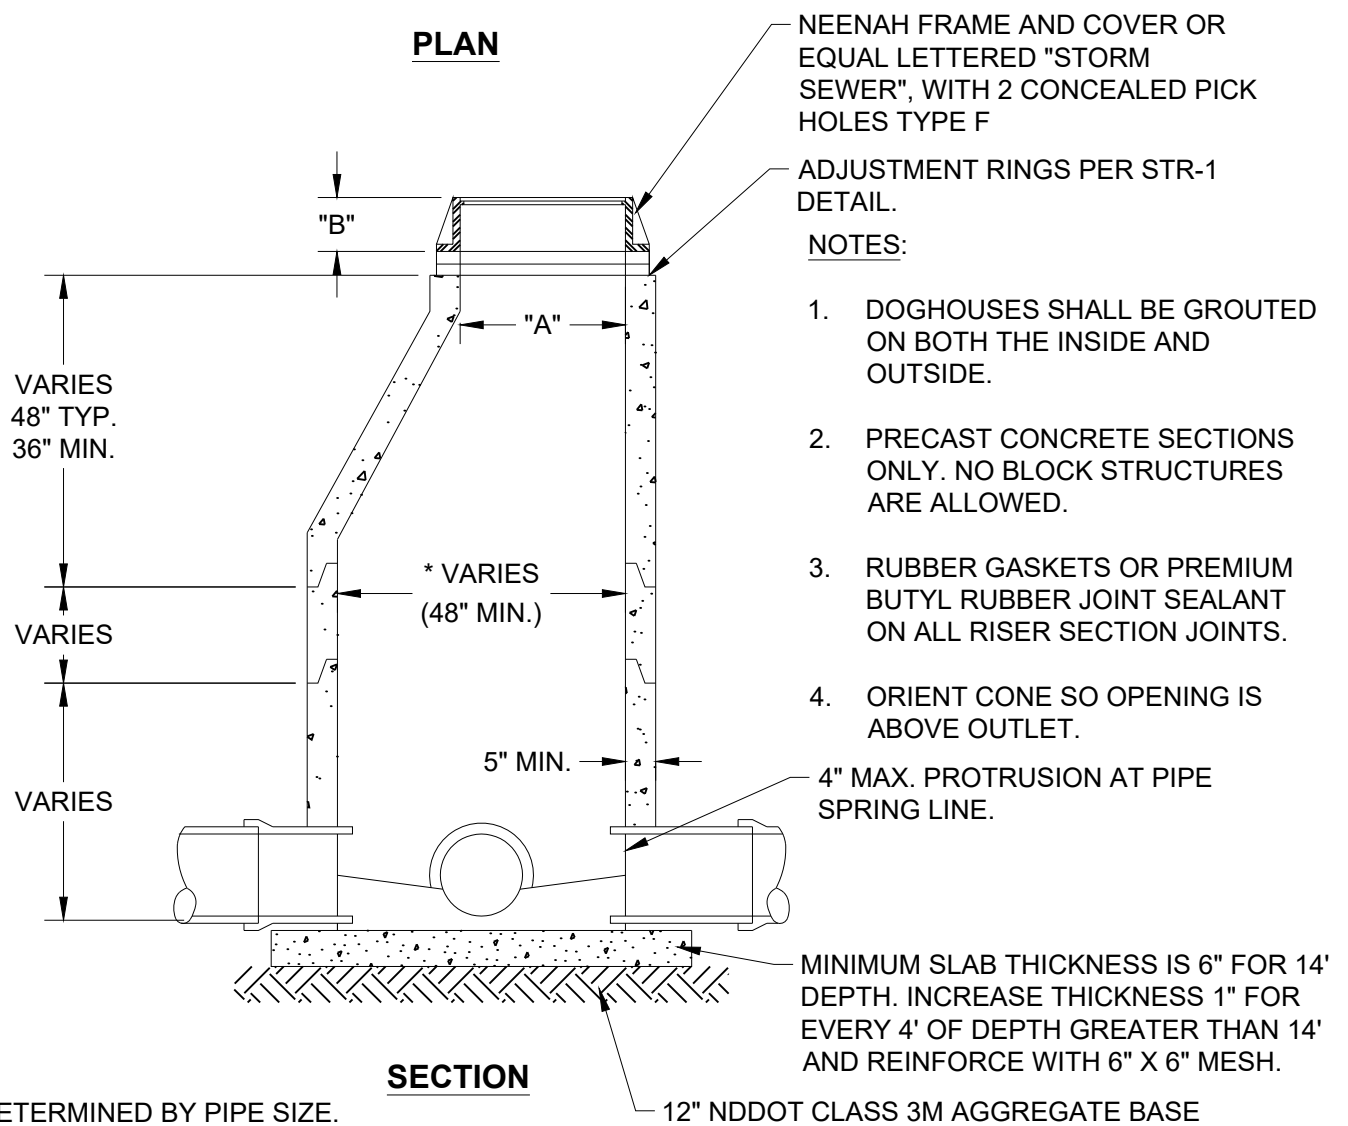 PLAN
NEENAH FRAME AND COVER OR
EQUAL LETTERED "STORM
SEWER", WITH 2 CONCEALED PICK
HOLES TYPE F
ADJUSTMENT RINGS PER STR-1
DETAIL.
"B"
"A"
NOTES:
1. DOGHOUSES SHALL BE GROUTED
ON BOTH THE INSIDE AND
OUTSIDE.
2. PRECAST CONCRETE SECTIONS
ONLY. NO BLOCK STRUCTURES
ARE ALLOWED.
3. RUBBER GASKETS OR PREMIUM
BUTYL RUBBER JOINT SEALANT
ON ALL RISER SECTION JOINTS.
4. ORIENT CONE SO OPENING IS
ABOVE OUTLET.
VARIES
48" TYP.
36" MIN.
* VARIES
(48" MIN.)
VARIES
5" MIN.
VARIES
4" MAX. PROTRUSION AT PIPE
SPRING LINE.
MINIMUM SLAB THICKNESS IS 6" FOR 14'
DEPTH. INCREASE THICKNESS 1" FOR
EVERY 4' OF DEPTH GREATER THAN 14'
AND REINFORCE WITH 6" X 6" MESH.
SECTION
ETERMINED BY PIPE SIZE.
12" NDDOT CLASS 3M AGGREGATE BASE